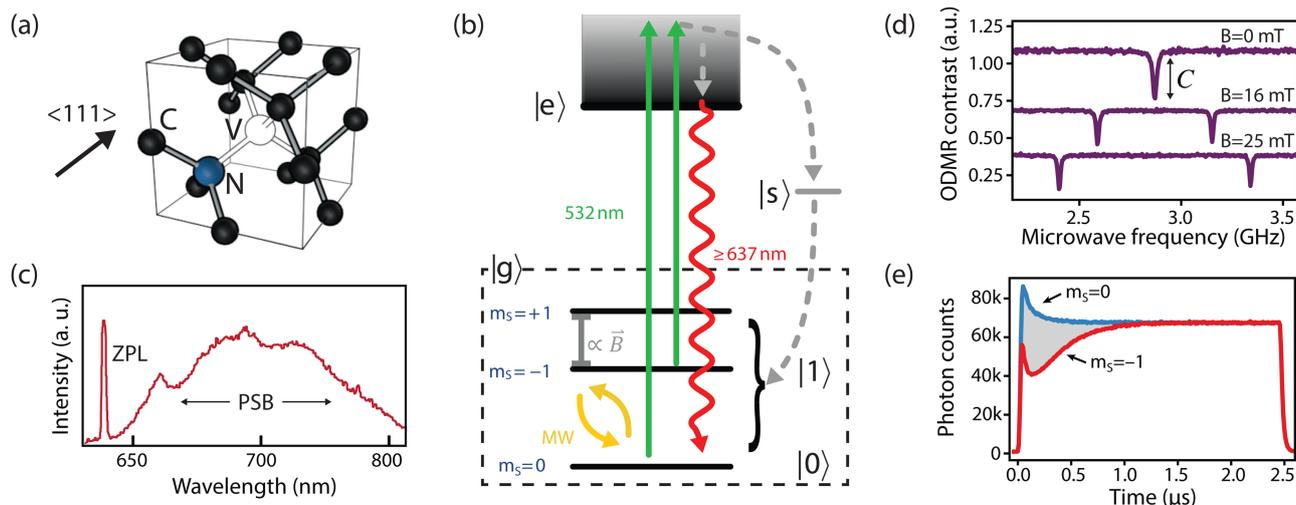 (a)
<111>
C
V
N
(b)
|e⟩
|s⟩
532 nm
≥637 nm
|g⟩
mS=+1
∝ B⃗
mS=−1
|1⟩
MW
mS=0
|0⟩
(c)
Intensity (a. u.)
ZPL
PSB
650
700
800
Wavelength (nm)
(d)
ODMR contrast (a.u.)
1.25
1.00
0.75
0.50
0.25
B=0 mT
C
B=16 mT
B=25 mT
2.5
3.0
3.5
Microwave frequency (GHz)
(e)
Photon counts
80k
60k
40k
20k
0
mS=0
mS=−1
0.0
0.5
1.0
1.5
2.0
2.5
Time (µs)